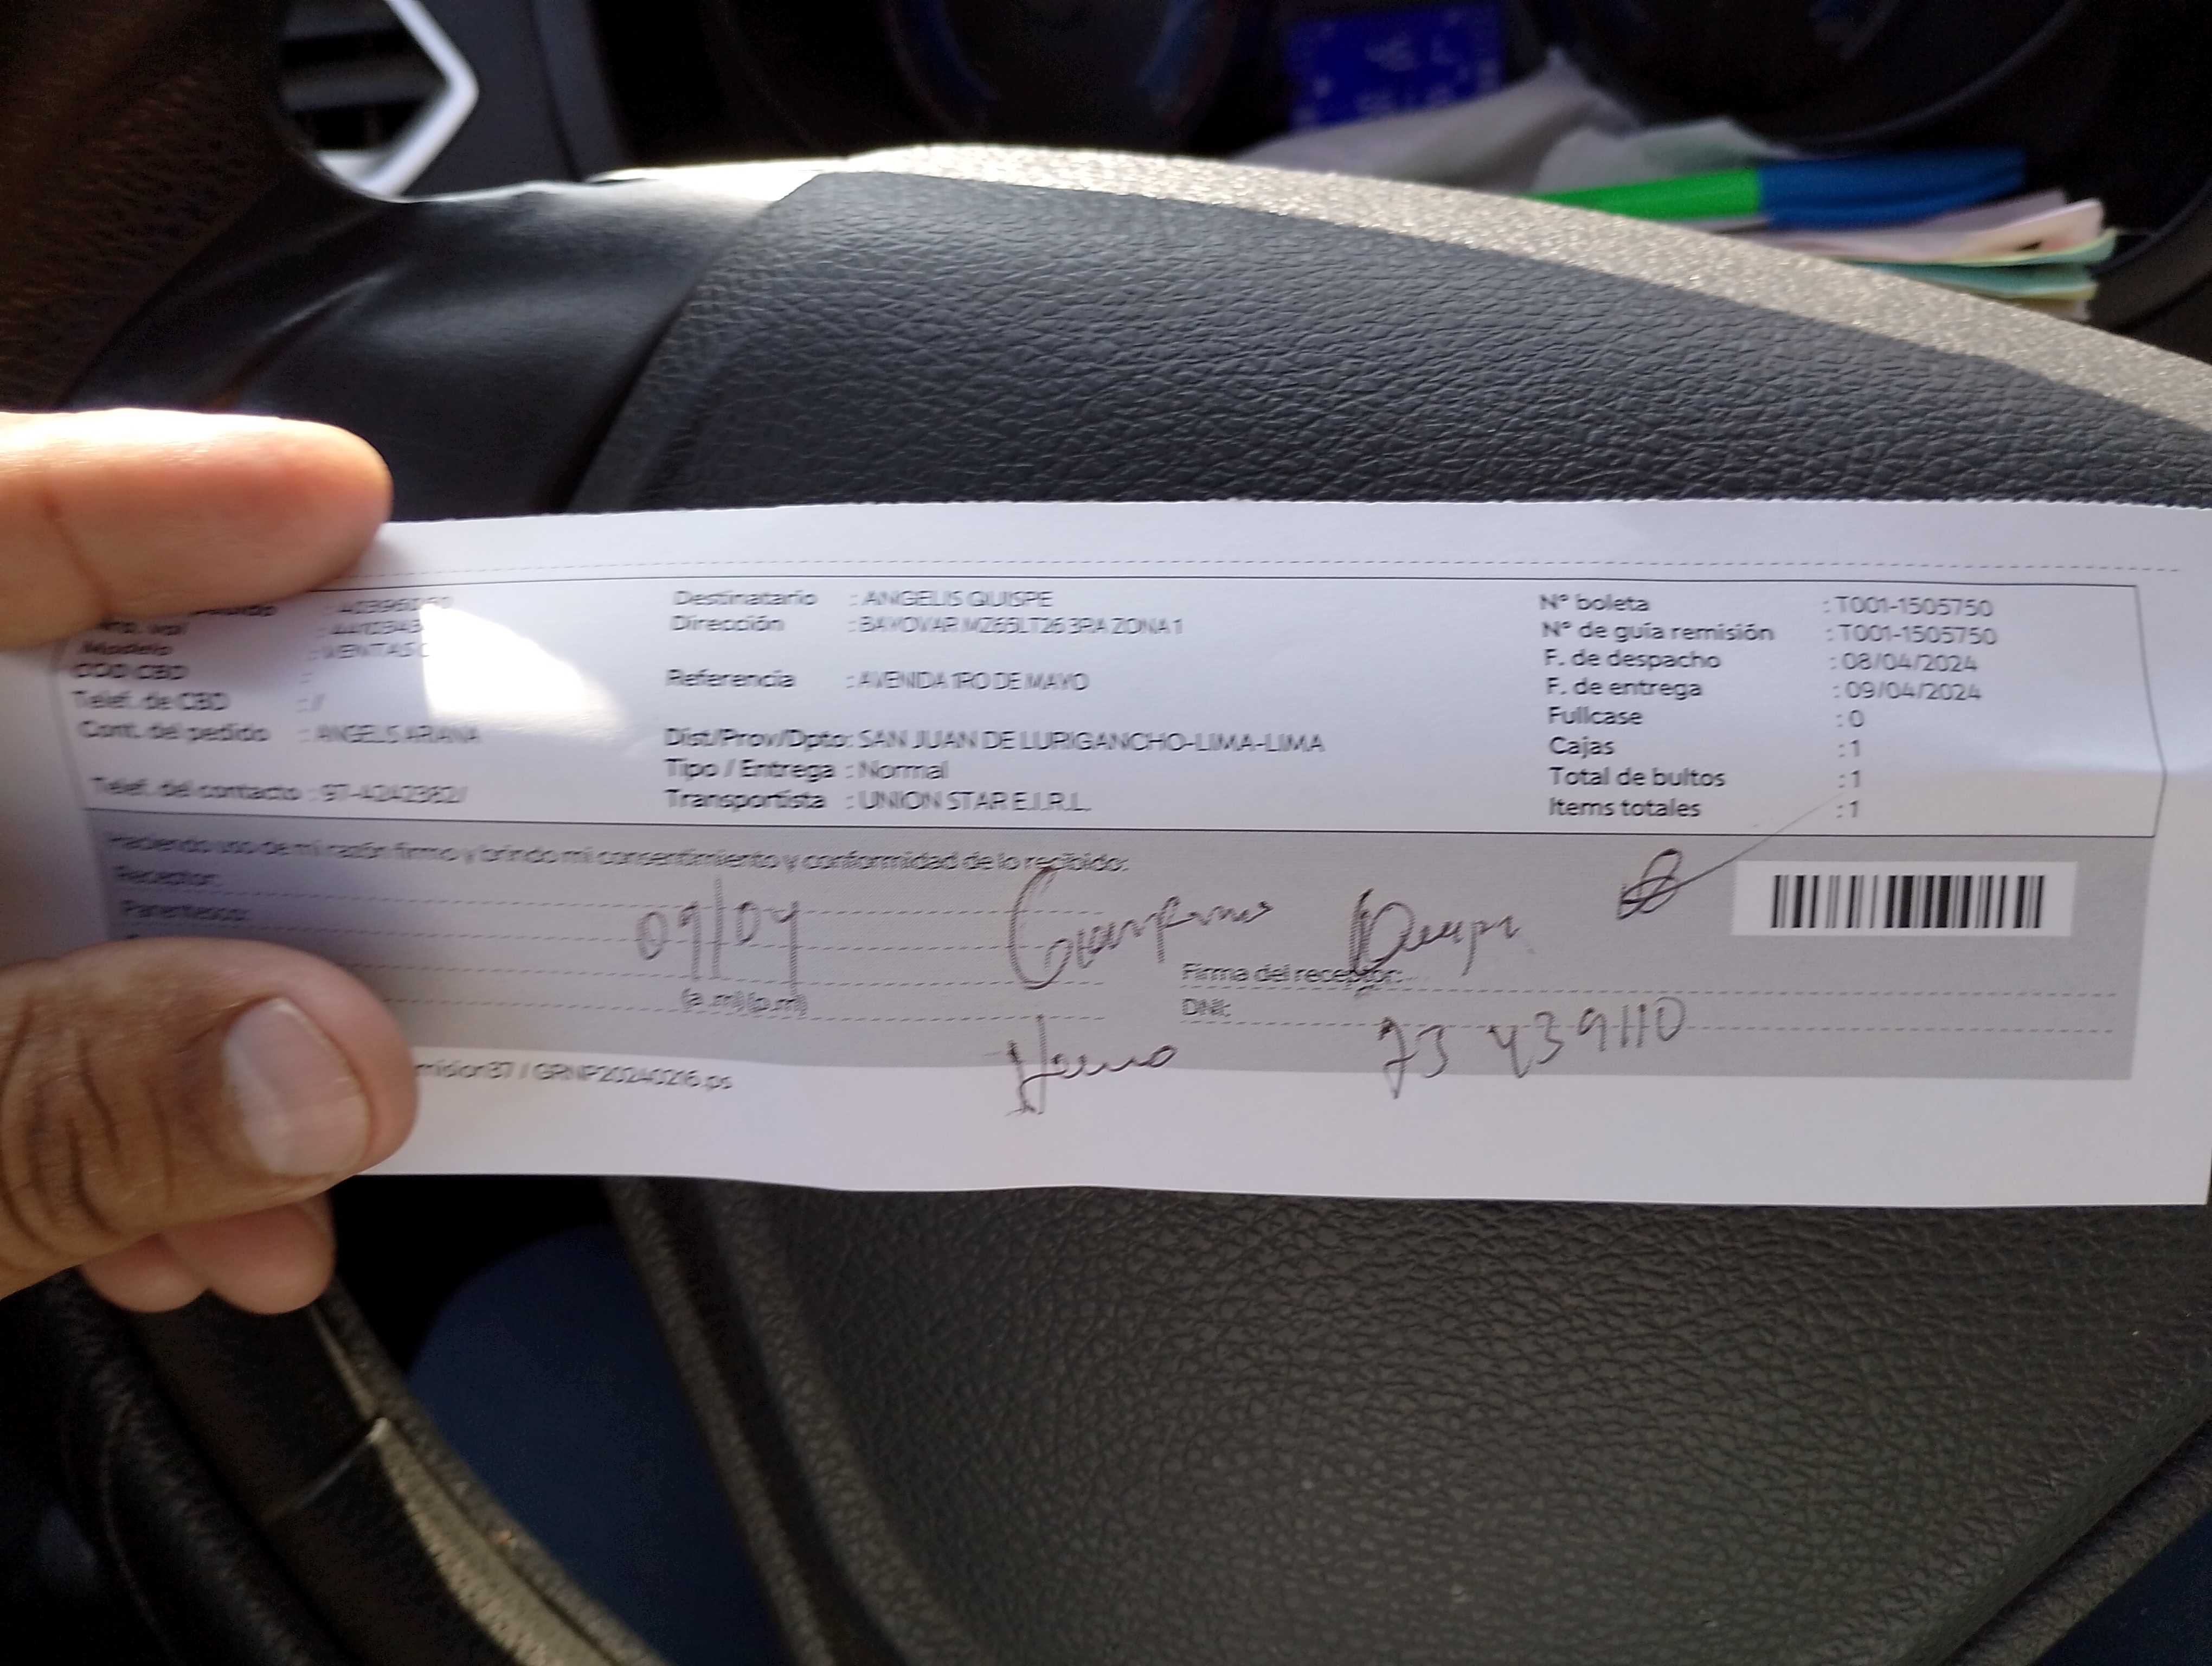 Destinatario : ANGELIS QUISPE
Dirección : BAYOVAR MZ65LT26 3RA ZONA 1
Modelo : VENTAS
COD CBD :
Referencia : AVENIDA 1RO DE MAYO
Telef. de CBD : /
Cont. del pedido : ANGELIS ARIANA
Dist/Prov/Dpto: SAN JUAN DE LURIGANCHO-LIMA-LIMA
Tipo / Entrega : Normal
Telef. del contacto : 97-4242382/
Transportista : UNION STAR E.I.R.L.
N° boleta : T001-1505750
N° de guía remisión : T001-1505750
F. de despacho : 08/04/2024
F. de entrega : 09/04/2024
Fullcase : 0
Cajas : 1
Total de bultos : 1
Items totales : 1
Haciendo uso de mi razón firmo y brindo mi consentimiento y conformidad de lo recibido:
Receptor:
Parentesco:
09/04
(a.m)(p.m)
Firma del receptor:
DNI: 73439110
mision37 / GRNP20240216.ps